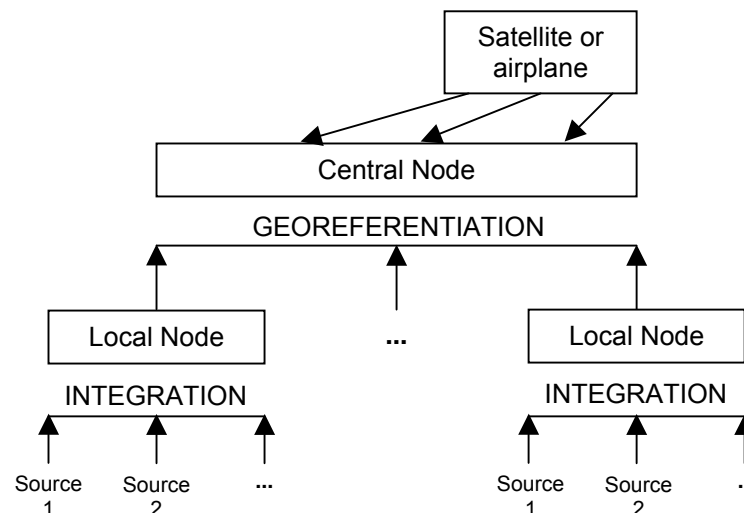 Satellite or
airplane
Central Node
GEOREFERENTIATION
Local Node
...
Local Node
INTEGRATION
INTEGRATION
Source
1
Source
2
...
Source
1
Source
2
..